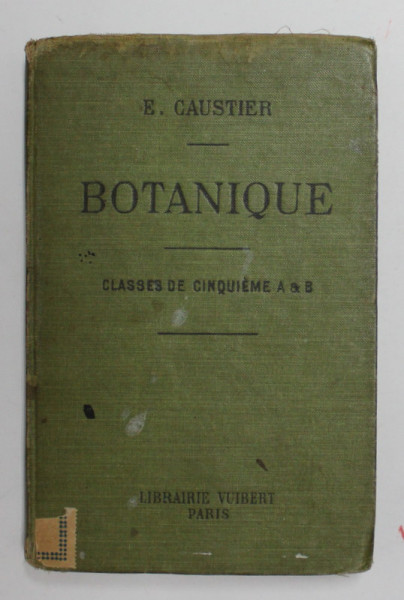 E. CAUSTIER
BOTANIQUE
CLASSES DE CINQUIÈME A & B
LIBRAIRIE VUIBERT
PARIS